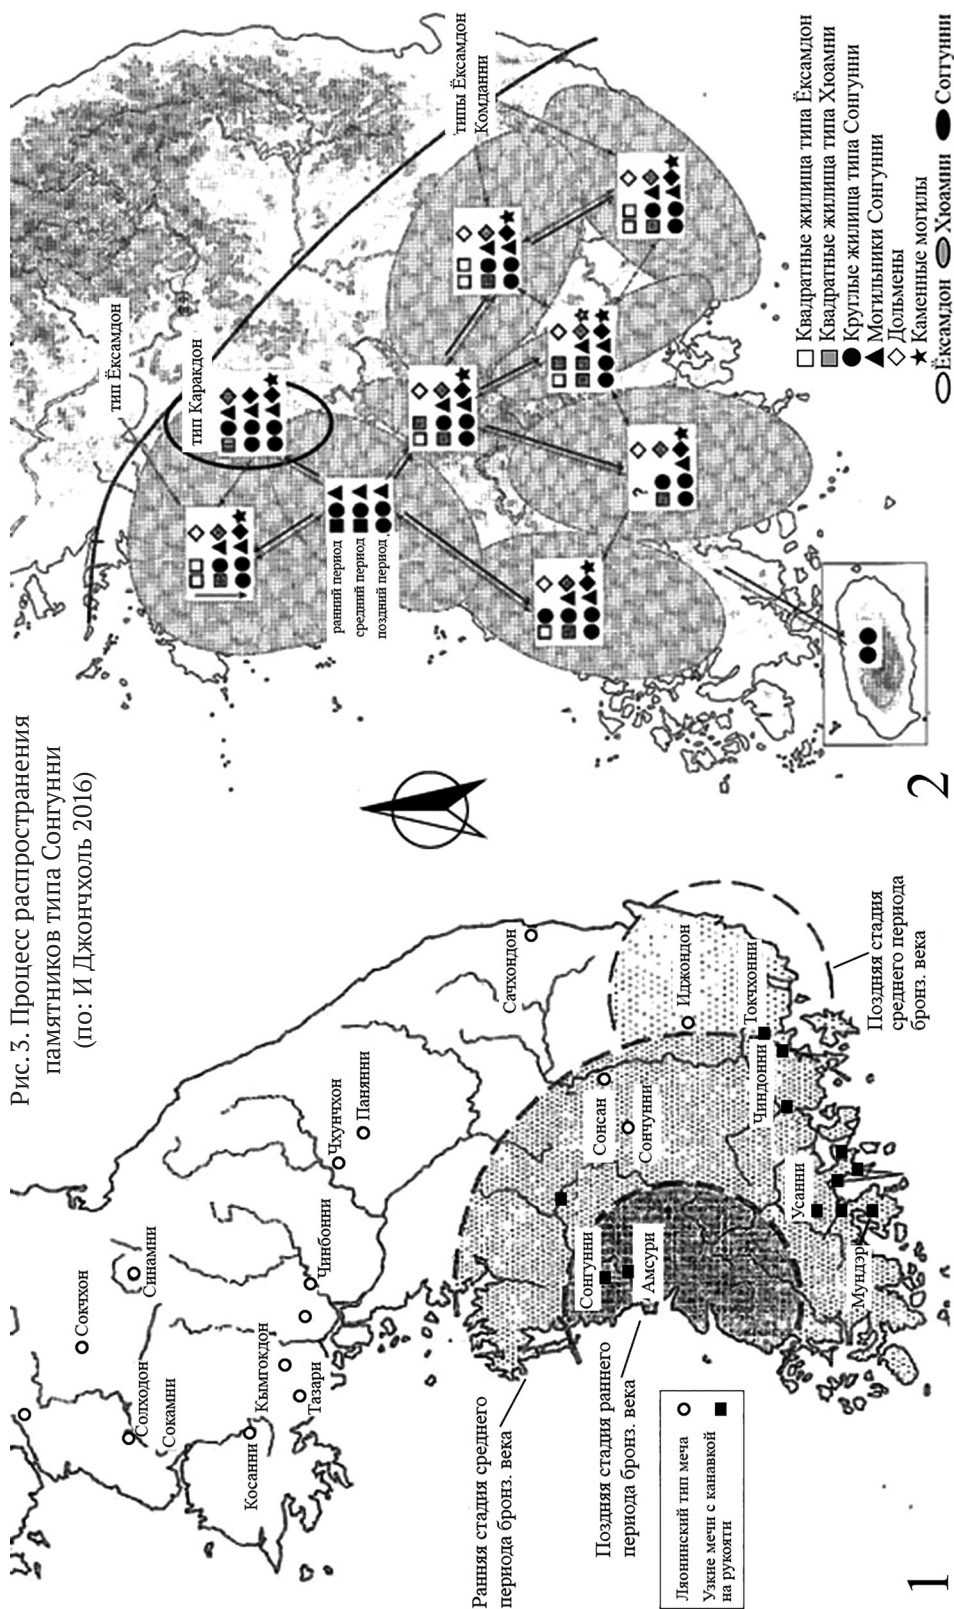 Рис. 3. Процесс распространения
памятников типа Сонгунни
(по: И Джончхоль 2016)
Сокчхон
Синамни
Солходон
Сокамни
Косанни
Кымгокдон
Тазари
Чинбонни
Чхунчхон
Панянни
Сачхондон
Ранняя стадия среднего
периода бронз. века
Поздняя стадия раннего
периода бронз. века
Сонгунни
Амсури
Сонсан
Сончунни
Иджондон
Токчхонни
Чиндонни
Усанни
Мундэр
Поздняя стадия
среднего периода
бронз. века
Ляонинский тип меча
Узкие мечи с канавкой
на рукояти
1
тип Ёксамдон
тип Каракдон
типы Ёксамдон
Комданни
ранний период
средний период
поздний период
?
Квадратные жилища типа Ёксамдон
Квадратные жилища типа Хюамни
Круглые жилища типа Сонгунни
Могильники Сонгунни
Дольмены
Каменные могилы
Ёксамдон
Хюамни
Согтунни
2